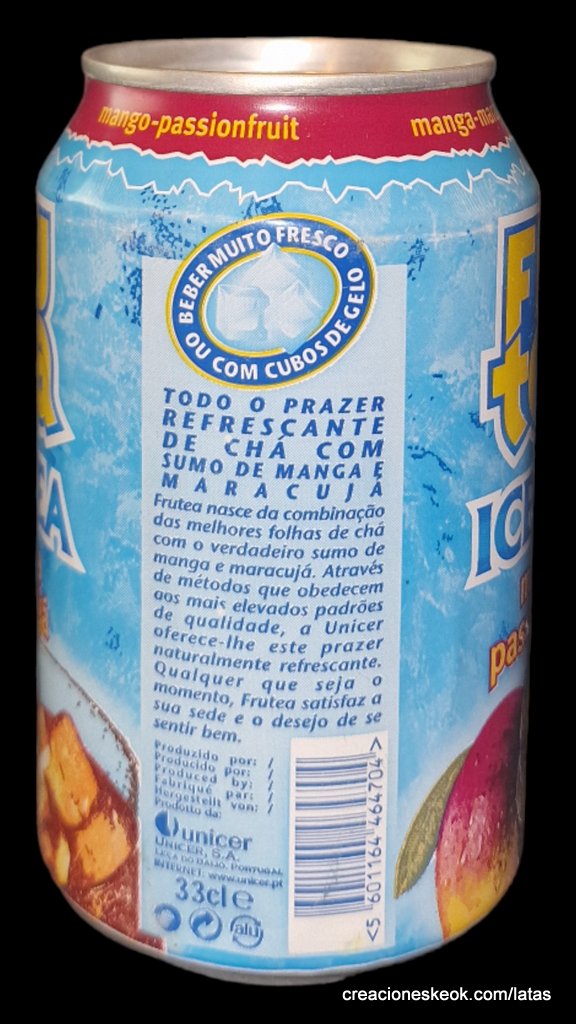 mango-passionfruit
manga-ma
BEBER MUITO FRESCO
OU COM CUBOS DE GELO
TODO O PRAZER
REFRESCANTE
DE CHÁ COM
SUMO DE MANGA E
MARACUJÁ
Frutea nasce da combinação
das melhores folhas de chá
com o verdadeiro sumo de
manga e maracujá. Através
de métodos que obedecem
aos mais elevados padrões
de qualidade, a Unicer
oferece-lhe este prazer
naturalmente refrescante.
Qualquer que seja o
momento, Frutea satisfaz a
sua sede e o desejo de se
sentir bem.
Produzido por: /
Producido por: /
Produced by: /
Fabriqué par: /
Hergestellt von: /
Prodotto da:
unicer
UNICER, S.A.
LEÇA DO BALIO, PORTUGAL
INTERNET: www.unicer.pt
33cl e
alu
<5 601164 464704>
ICE
pas
creacioneskeok.com/latas